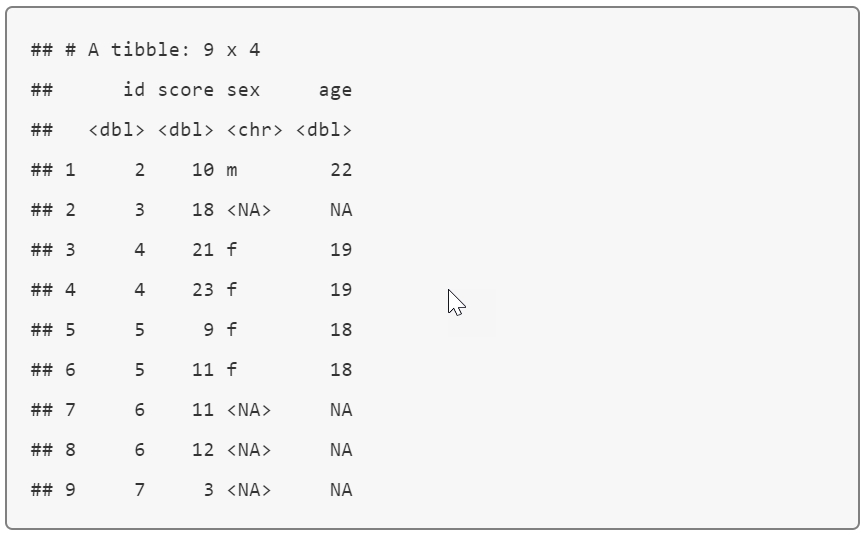 ## # A tibble: 9 x 4
##      id score sex     age
##   <dbl> <dbl> <chr> <dbl>
## 1     2    10 m        22
## 2     3    18 <NA>     NA
## 3     4    21 f        19
## 4     4    23 f        19
## 5     5     9 f        18
## 6     5    11 f        18
## 7     6    11 <NA>     NA
## 8     6    12 <NA>     NA
## 9     7     3 <NA>     NA